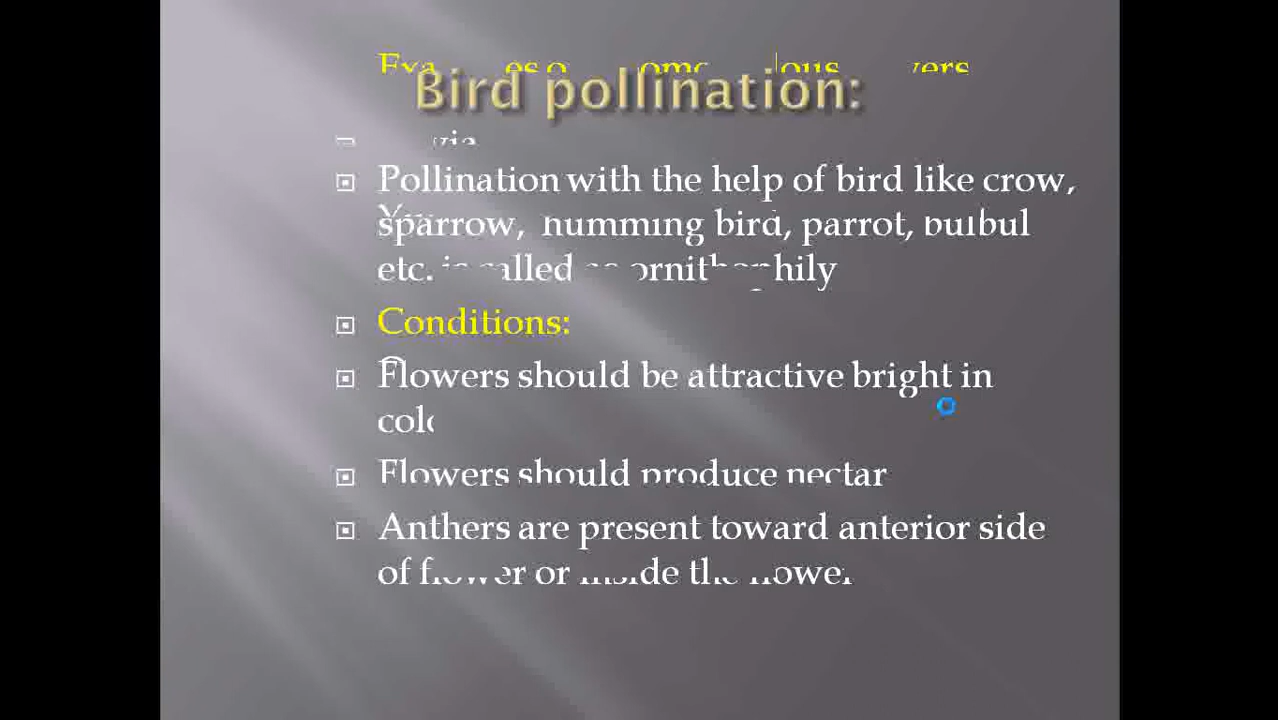 Bird pollination:
Pollination with the help of bird like crow,
sparrow, humming bird, parrot, bulbul
etc. is called as ornithophily
Conditions:
Flowers should be attractive bright in
Flowers should produce nectar
Anthers are present toward anterior side
of flower or inside the flower